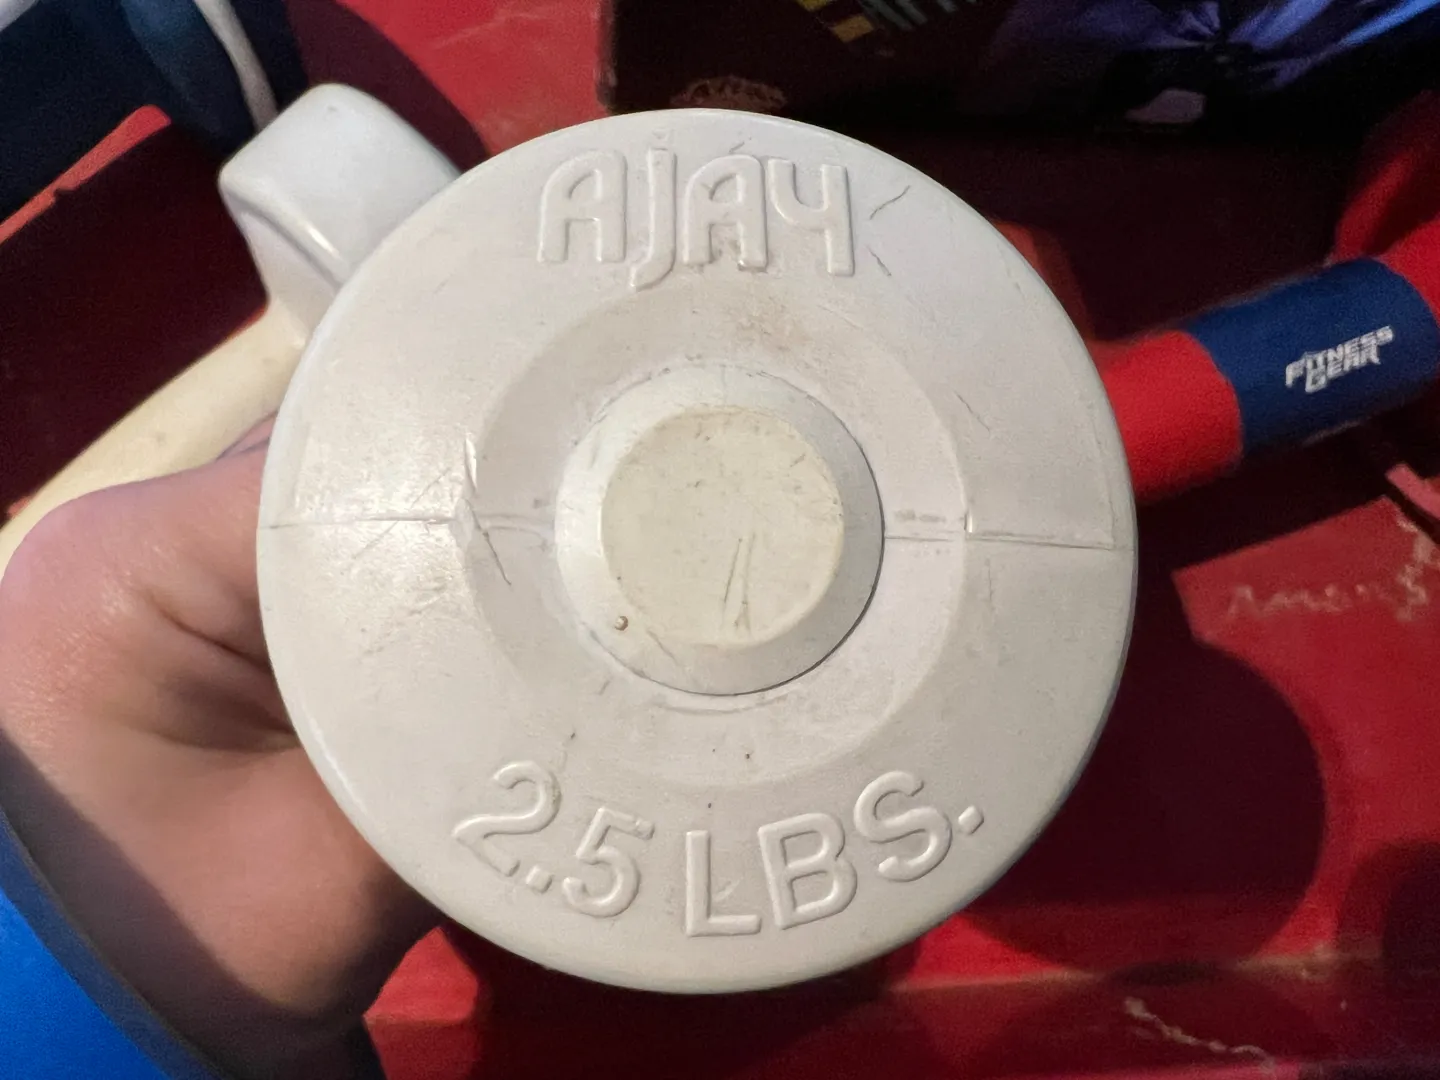 AJAY
FITNESS
GEAR
2.5 LBS.